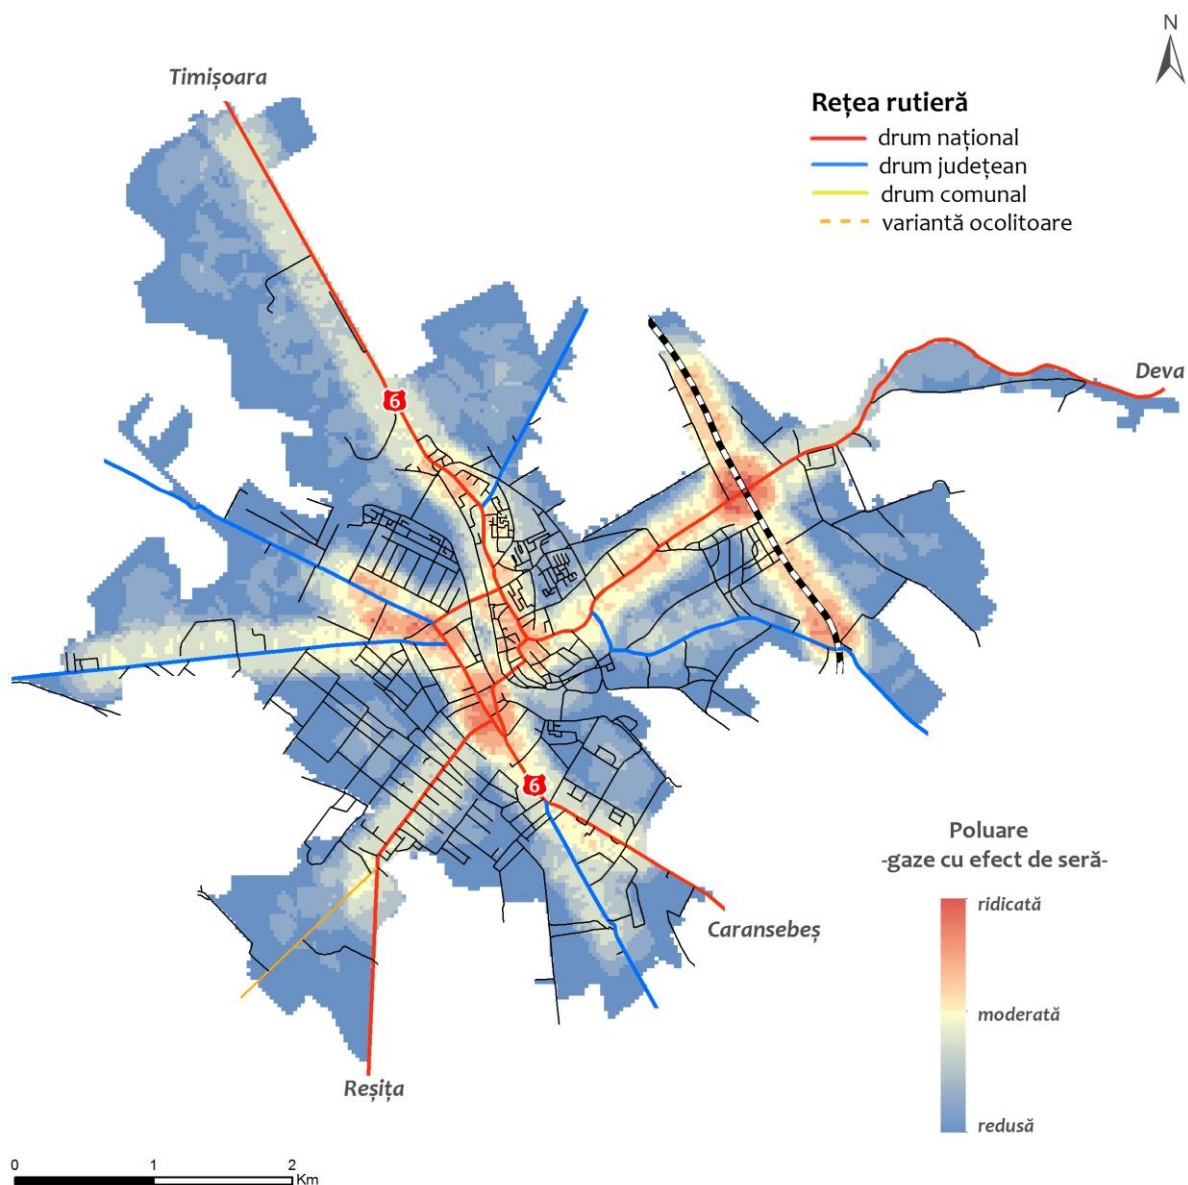 N
Timișoara
Rețea rutieră
drum național
drum județean
drum comunal
variantă ocolitoare
Deva
6
6
Poluare
-gaze cu efect de seră-
ridicată
moderată
redusă
Caransebeș
Reșița
0 1 2
Km